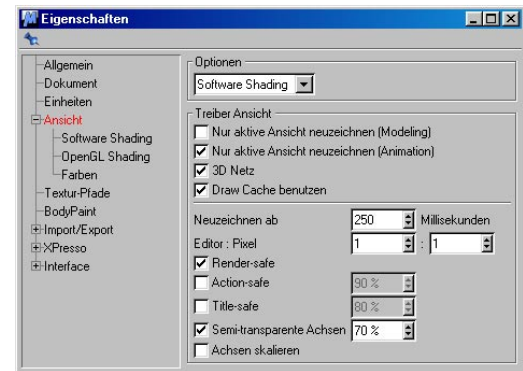 Eigenschaften
Allgemein
Dokument
Einheiten
Ansicht
Software Shading
OpenGL Shading
Farben
Textur-Pfade
BodyPaint
Import/Export
XPresso
Interface
Optionen
Software Shading
Treiber Ansicht
Nur aktive Ansicht neuzeichnen (Modeling)
Nur aktive Ansicht neuzeichnen (Animation)
3D Netz
Draw Cache benutzen
Neuzeichnen ab 250 Millisekunden
Editor : Pixel 1 : 1
Render-safe
Action-safe 90 %
Title-safe 80 %
Semi-transparente Achsen 70 %
Achsen skalieren